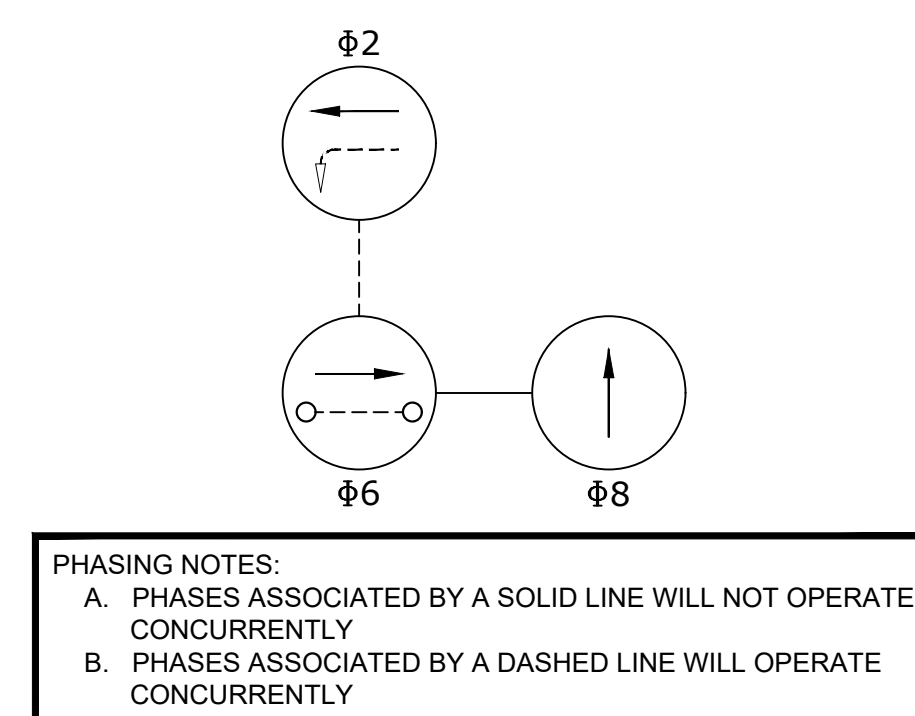 Φ2
Φ6
Φ8
PHASING NOTES:
A. PHASES ASSOCIATED BY A SOLID LINE WILL NOT OPERATE
CONCURRENTLY
B. PHASES ASSOCIATED BY A DASHED LINE WILL OPERATE
CONCURRENTLY